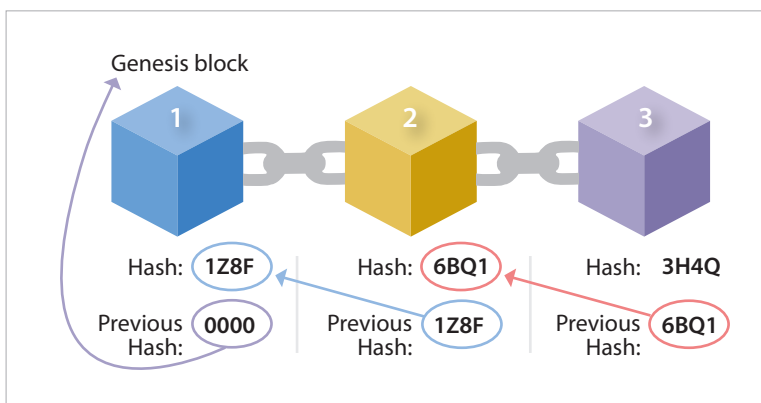 Genesis block
1 2 3
Hash: 1Z8F Hash: 6BQ1 Hash: 3H4Q
Previous Hash: 0000 Previous Hash: 1Z8F Previous Hash: 6BQ1